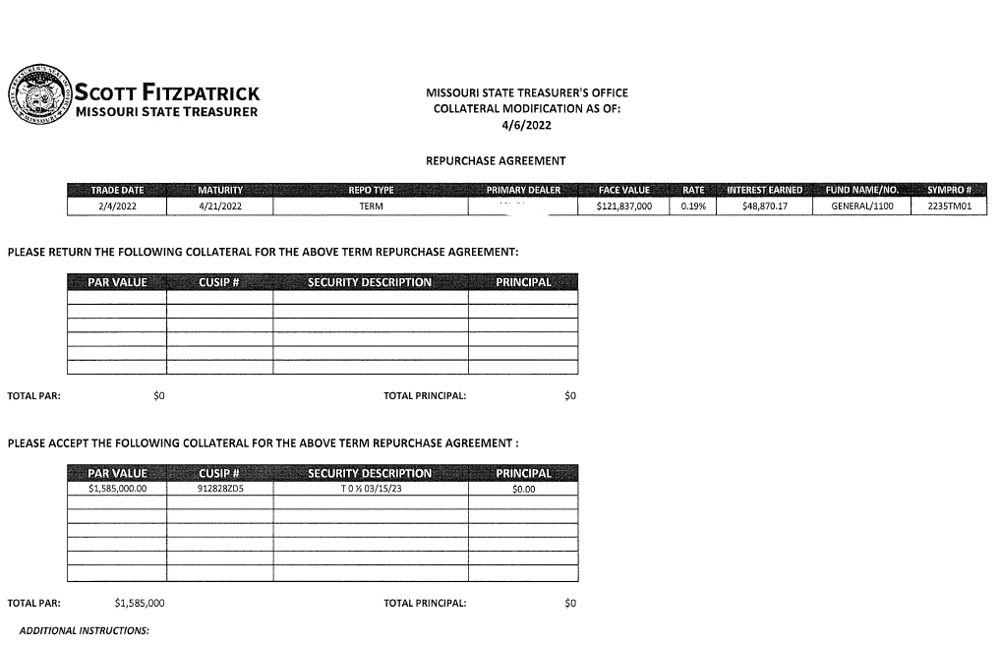 SCOTT FITZPATRICK
MISSOURI STATE TREASURER
MISSOURI STATE TREASURER'S OFFICE
COLLATERAL MODIFICATION AS OF:
4/6/2022
REPURCHASE AGREEMENT
TRADE DATE MATURITY REPO TYPE PRIMARY DEALER FACE VALUE RATE INTEREST EARNED FUND NAME/NO. SYMPRO #
2/4/2022 4/21/2022 TERM $121,837,000 0.19% $48,870.17 GENERAL/1100 2235TM01
PLEASE RETURN THE FOLLOWING COLLATERAL FOR THE ABOVE TERM REPURCHASE AGREEMENT:
PAR VALUE CUSIP # SECURITY DESCRIPTION PRINCIPAL
TOTAL PAR: $0 TOTAL PRINCIPAL: $0
PLEASE ACCEPT THE FOLLOWING COLLATERAL FOR THE ABOVE TERM REPURCHASE AGREEMENT :
PAR VALUE CUSIP # SECURITY DESCRIPTION PRINCIPAL
$1,585,000.00 912828ZD5 T 0 ½ 03/15/23 $0.00
TOTAL PAR: $1,585,000 TOTAL PRINCIPAL: $0
ADDITIONAL INSTRUCTIONS: